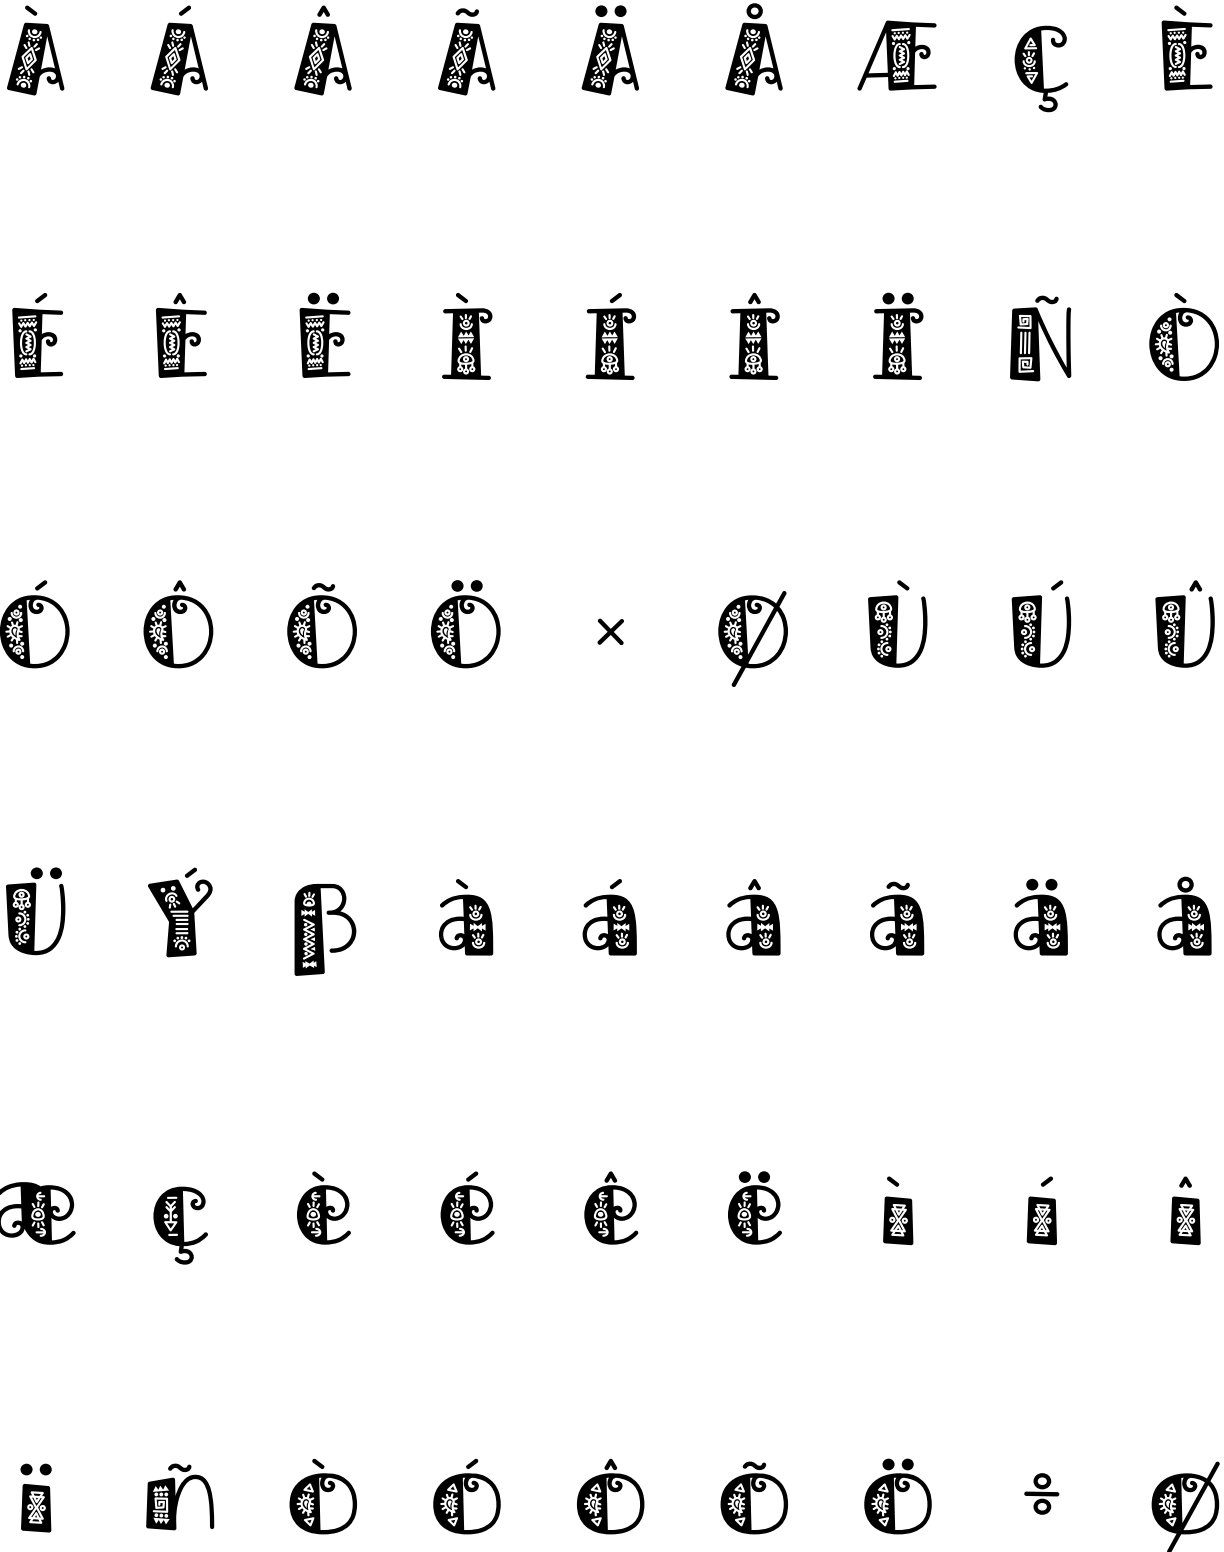 À Á Â Ã Ä Å Æ Ç È
É Ê Ë Ì Í Î Ï Ñ Ò
Ó Ô Õ Ö × Ø Ù Ú Û
Ü Ý ß à á â ã ä å
æ ç è é ê ë ì í î
ï ñ ò ó ô õ ö ÷ ø